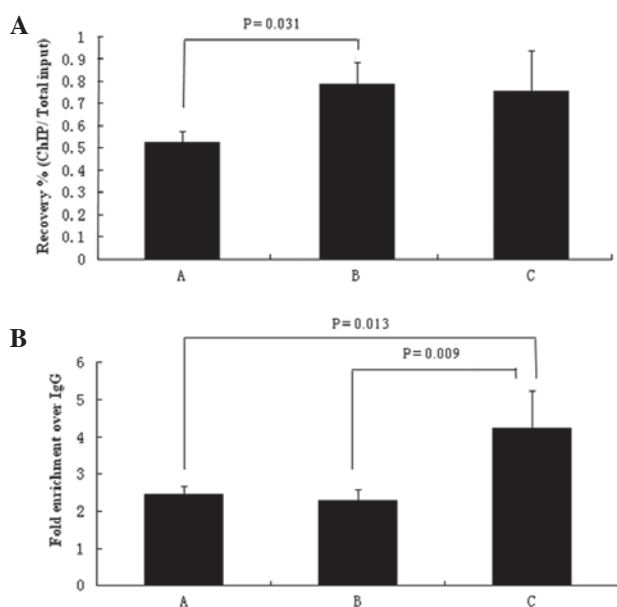 A
P=0.031
Recovery % (ChIP/Total input)
1
0.9
0.8
0.7
0.6
0.5
0.4
0.3
0.2
0.1
0
A B C
B
P=0.013
P=0.009
Fold enrichment over IgG
6
5
4
3
2
1
0
A B C